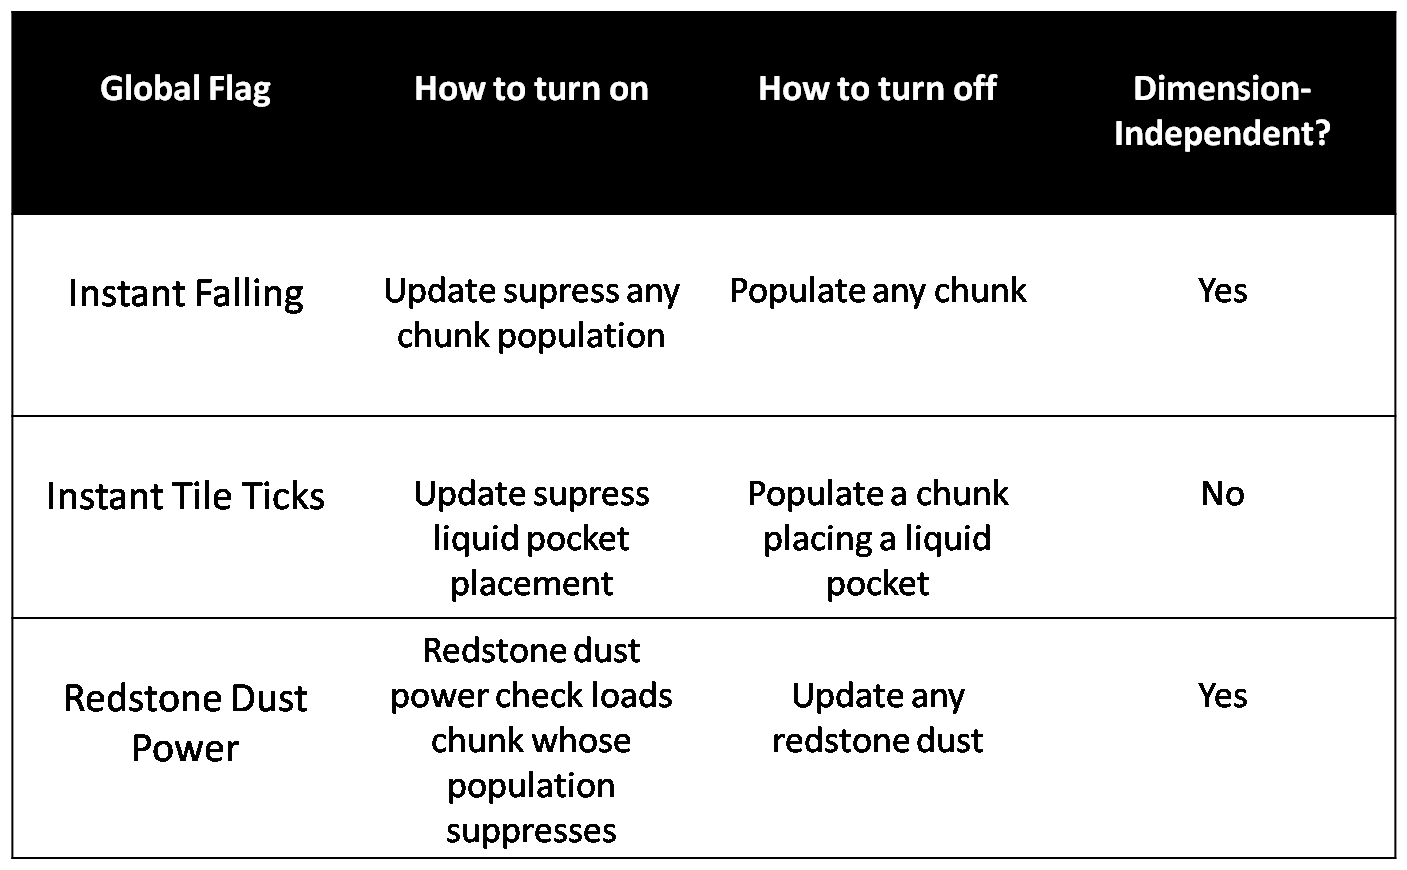 Global Flag
How to turn on
How to turn off
Dimension-
Independent?
Instant Falling
Update supress any
chunk population
Populate any chunk
Yes
Instant Tile Ticks
Update supress
liquid pocket
placement
Populate a chunk
placing a liquid
pocket
No
Redstone Dust
Power
Redstone dust
power check loads
chunk whose
population
suppresses
Update any
redstone dust
Yes